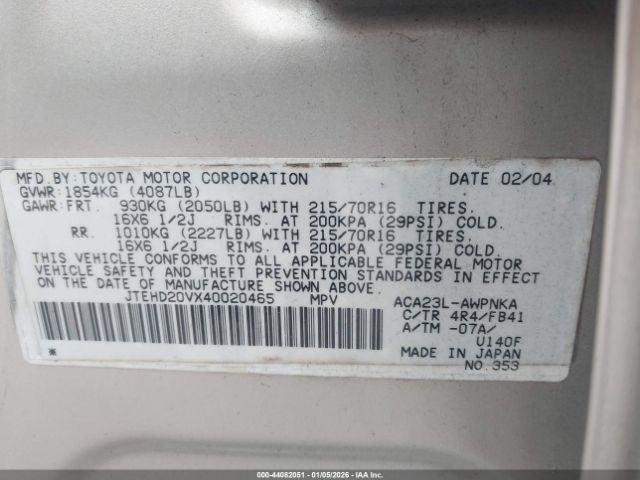 MFD.BY:TOYOTA MOTOR CORPORATION DATE 02/04
GVWR:1854KG (4087LB)
GAWR:FRT. 930KG (2050LB) WITH 215/70R16 TIRES.
16X6 1/2J RIMS. AT 200KPA (29PSI) COLD.
RR. 1010KG (2227LB) WITH 215/70R16 TIRES.
16X6 1/2J RIMS. AT 200KPA (29PSI) COLD.
THIS VEHICLE CONFORMS TO ALL APPLICABLE FEDERAL MOTOR
VEHICLE SAFETY AND THEFT PREVENTION STANDARDS IN EFFECT
ON THE DATE OF MANUFACTURE SHOWN ABOVE.
JTEHD20VX40020465 MPV ACA23L-AWPNKA
C/TR 4R4/FB41
A/TM -07A/
U140F
* MADE IN JAPAN
NO.353
000-44082051 | 01/05/2026 - IAAI.COM